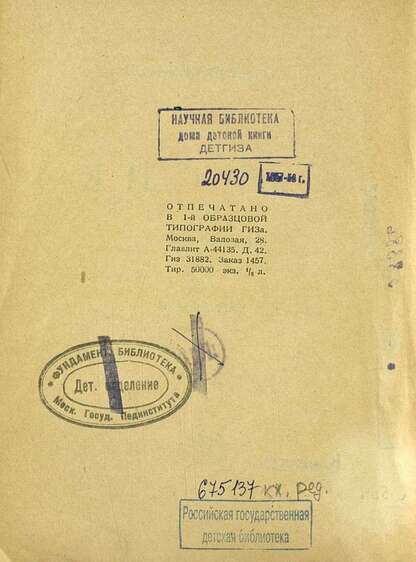 НАУЧНАЯ БИБЛИОТЕКА
дома детской книги
ДЕТГИЗА
20430
ОТПЕЧАТАНО
В 1-й ОБРАЗЦОВОЙ
ТИПОГРАФИИ ГИЗа.
Москва, Валовая, 28.
Главлит А-44135. Д. 42.
Гиз 31882. Заказ 1457.
Тир. 50000 экз. ⅛ л.
ФУНДАМЕНТ. БИБЛИОТЕКА
Дет. отделение
Моск. Госуд. Пединститута
675137 кх. ред.
Российская государственная
детская библиотека